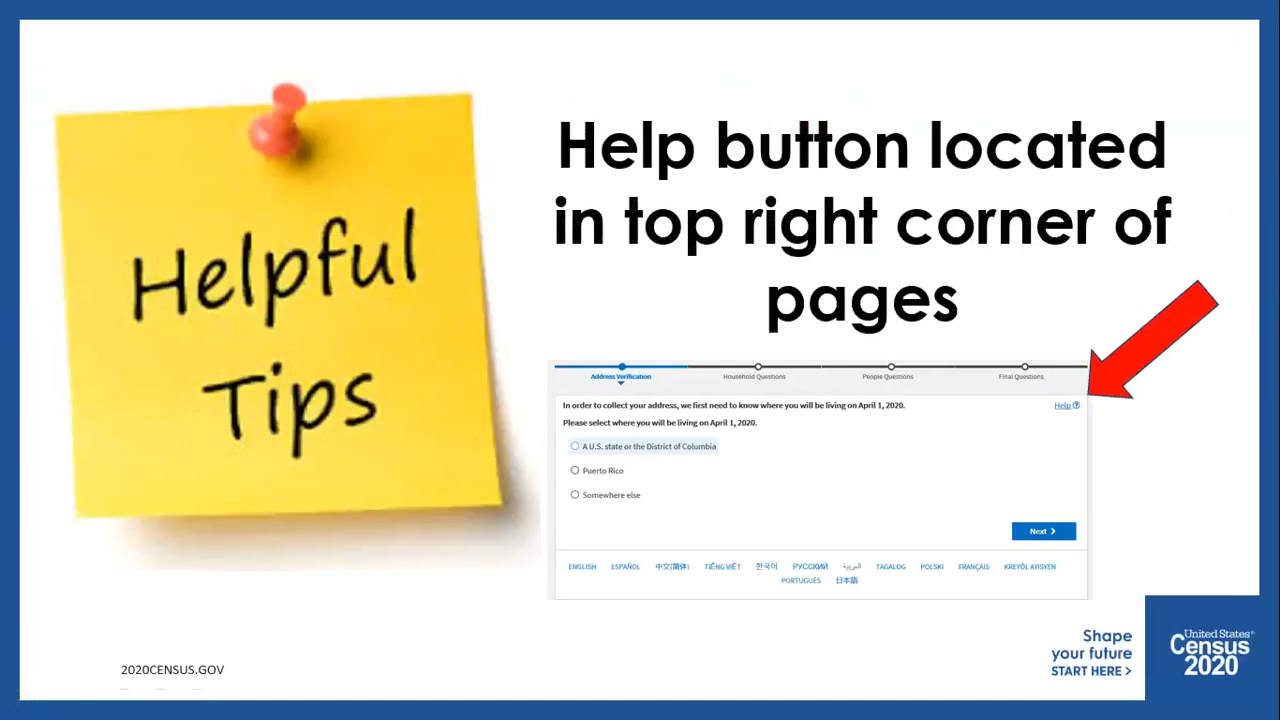 Helpful
Tips
Help button located
in top right corner of
pages
Address Verification
Household Questions
People Questions
Final Questions
In order to collect your address, we first need to know where you will be living on April 1, 2020.
Help
Please select where you will be living on April 1, 2020.
A U.S. state or the District of Columbia
Puerto Rico
Somewhere else
Next
ENGLISH ESPAÑOL 中文(简体) TIẾNG VIỆT 한국어 РУССКИЙ العربية TAGALOG POLSKI FRANÇAIS KREYÒL AYISYEN
PORTUGUÊS 日本語
2020CENSUS.GOV
Shape
your future
START HERE >
United States®
Census
2020